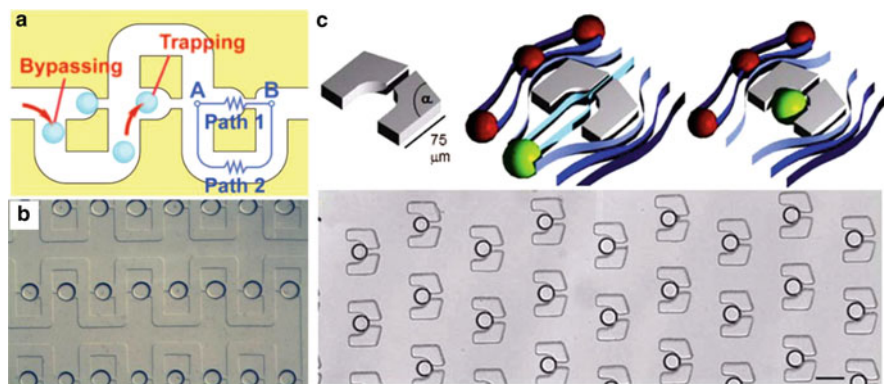 a
Trapping
Bypassing
A
B
Path 1
Path 2
b
c
α
75
μm